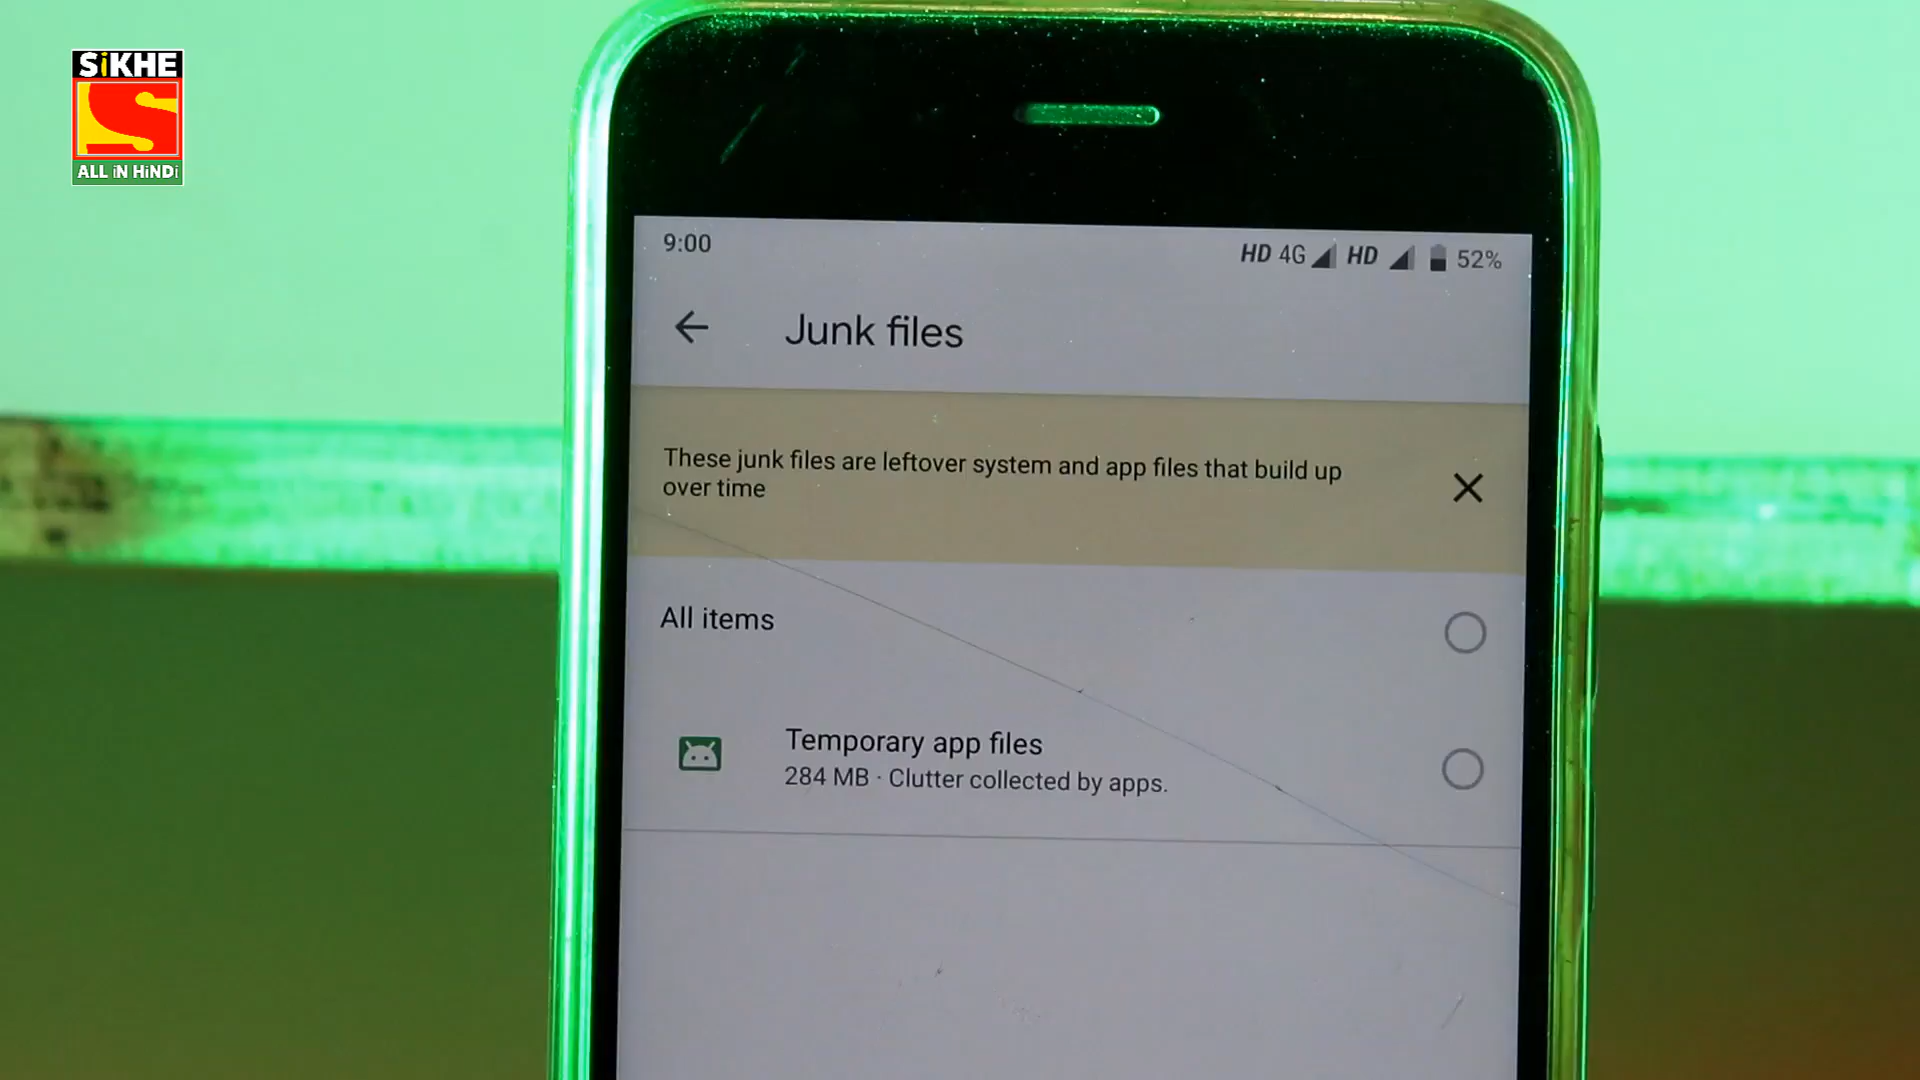 SiKHE
ALL iN HiNDi
9:00
HD 4G HD 52%
Junk files
These junk files are leftover system and app files that build up
over time
All items
Temporary app files
284 MB · Clutter collected by apps.